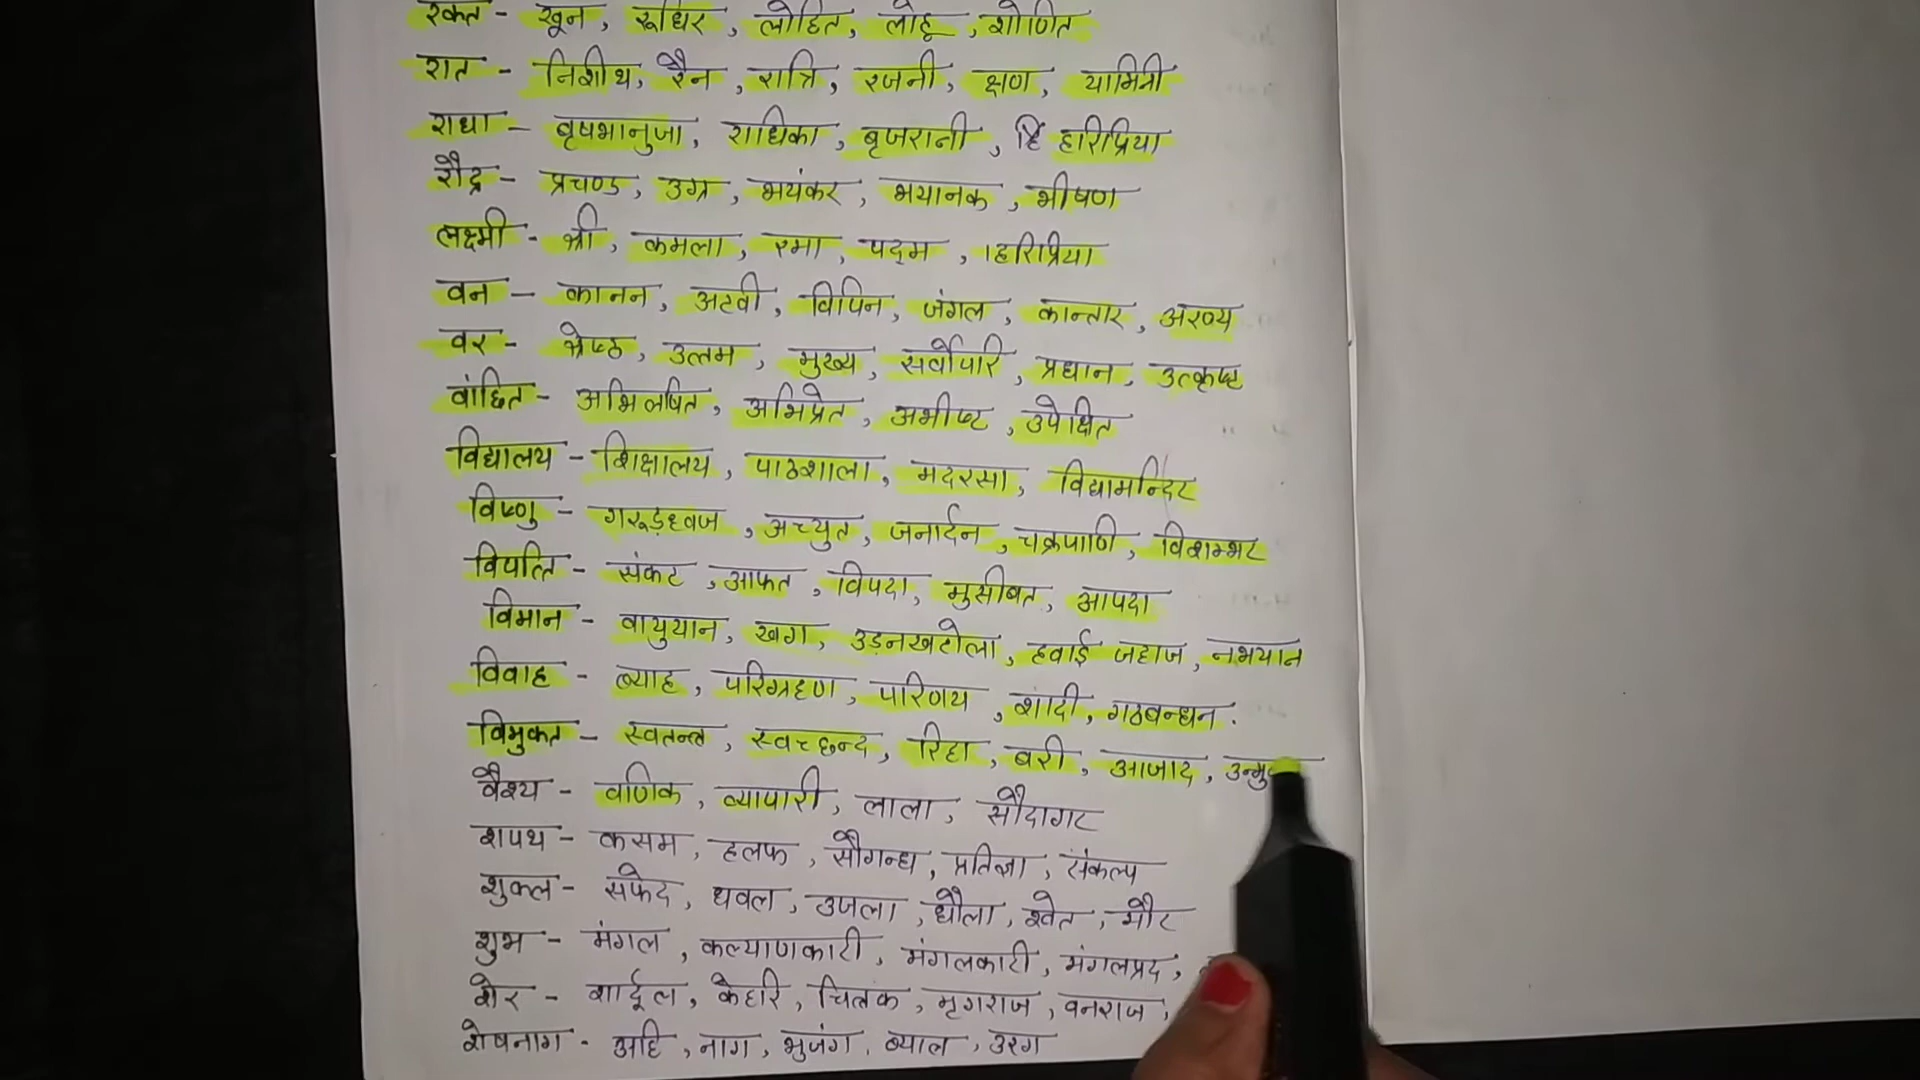 रक्त - खून, रूधिर, लोहित, लोहू, शोणित
रात - निशीथ, रैन, रात्रि, रजनी, क्षण, यामिनी
राधा - वृषभानुजा, राधिका, बृजरानी, हरिप्रिया
रौद्र - प्रचण्ड, उग्र, भयंकर, भयानक, भीषण
लक्ष्मी - श्री, कमला, रमा, पद्म, हरिप्रिया
वन - कानन, अटवी, विपिन, जंगल, कान्तार, अरण्य
वर - श्रेष्ठ, उत्तम, मुख्य, सर्वोपरि, प्रधान, उत्कृष्ट
वांछित - अभिलषित, अभिप्रेत, अभीष्ट, उपेक्षित
विद्यालय - शिक्षालय, पाठशाला, मदरसा, विद्यामन्दिर
विष्णु - गरूड़ध्वज, अच्युत, जनार्दन, चक्रपाणि, विशम्भर
विपत्ति - संकट, आफत, विपदा, मुसीबत, आपदा
विमान - वायुयान, खग, उड़नखटोला, हवाई जहाज, नभयान
विवाह - ब्याह, परिग्रहण, परिणय, शादी, गठबन्धन.
विमुक्त - स्वतन्त्र, स्वच्छन्द, रिहा, बरी, आजाद,
वैश्य - वणिक, व्यापारी, लाला, सौदागर
शपथ - कसम, हलफ, सौगन्ध, प्रतिज्ञा, संकल्प
शुक्ल - सफेद, धवल, उजला, धौला, श्वेत, गौर
शुभ - मंगल, कल्याणकारी, मंगलकारी, मंगलप्रद,
शेर - शार्दूल, केहरि, चित्रक, मृगराज, वनराज,
शेषनाग - अहि, नाग, भुजंग, ब्याल, उरग